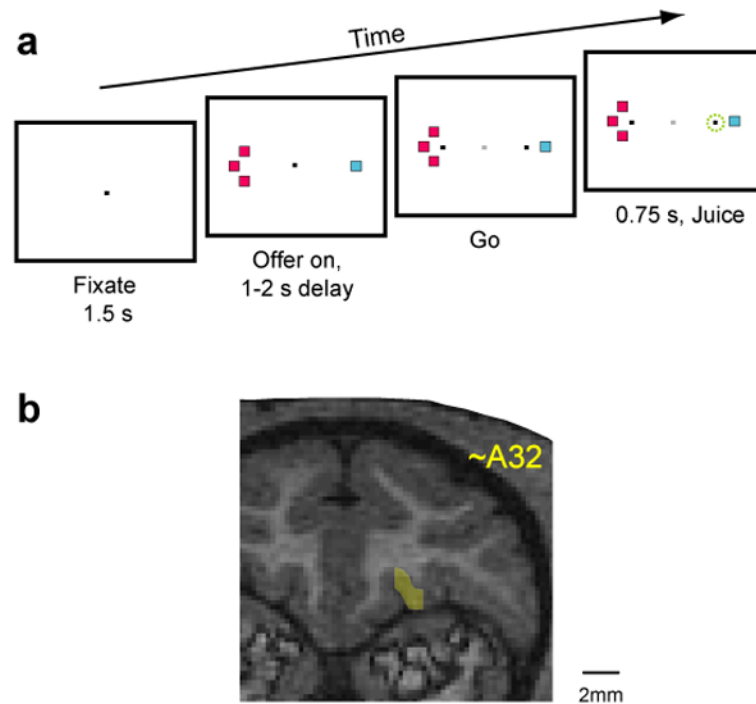 a
Time
Fixate
1.5 s
Offer on,
1-2 s delay
Go
0.75 s, Juice
b
~A32
2mm